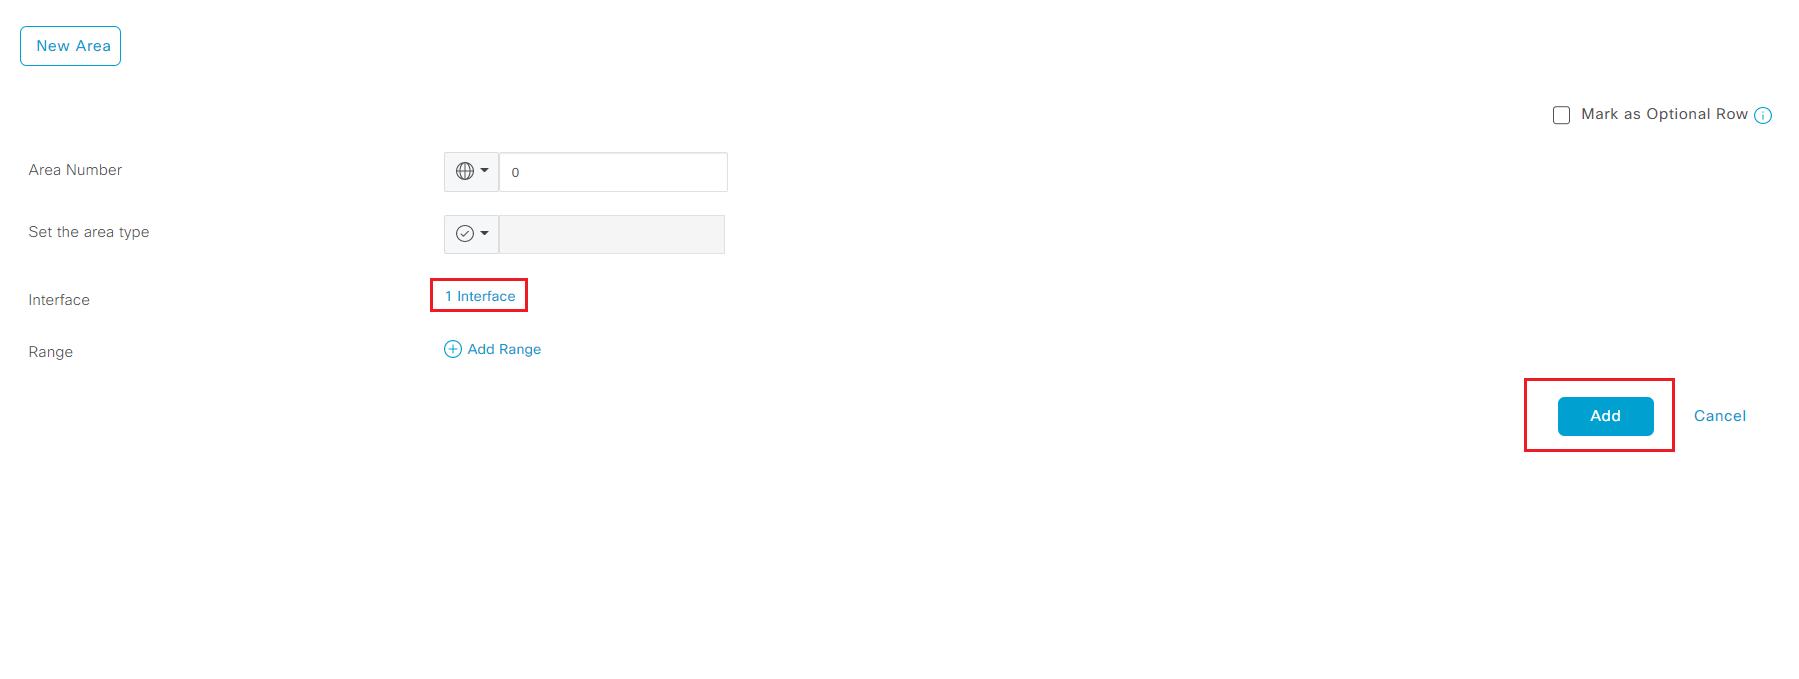 New Area
Mark as Optional Row
Area Number
0
Set the area type
Interface
1 Interface
Range
Add Range
Add
Cancel